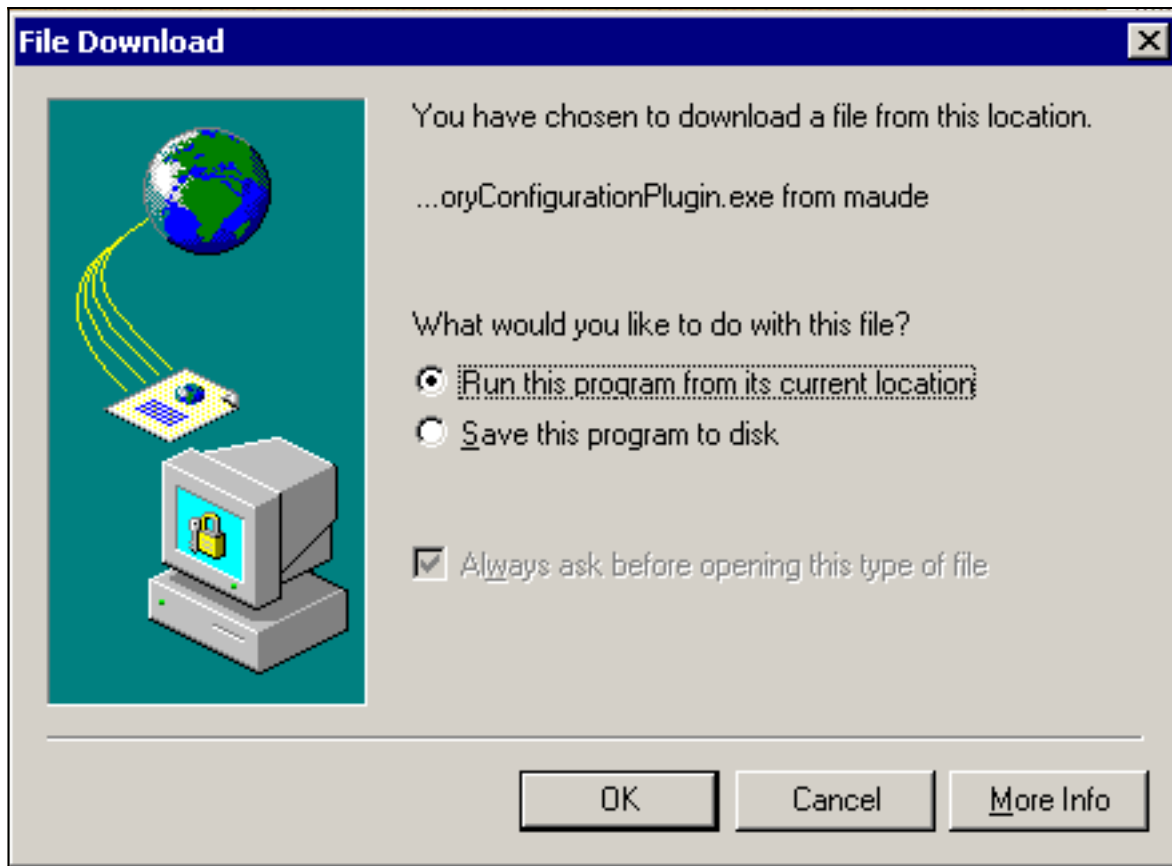 File Download
You have chosen to download a file from this location.
...oryConfigurationPlugin.exe from maude
What would you like to do with this file?
Run this program from its current location
Save this program to disk
Always ask before opening this type of file
OK
Cancel
More Info